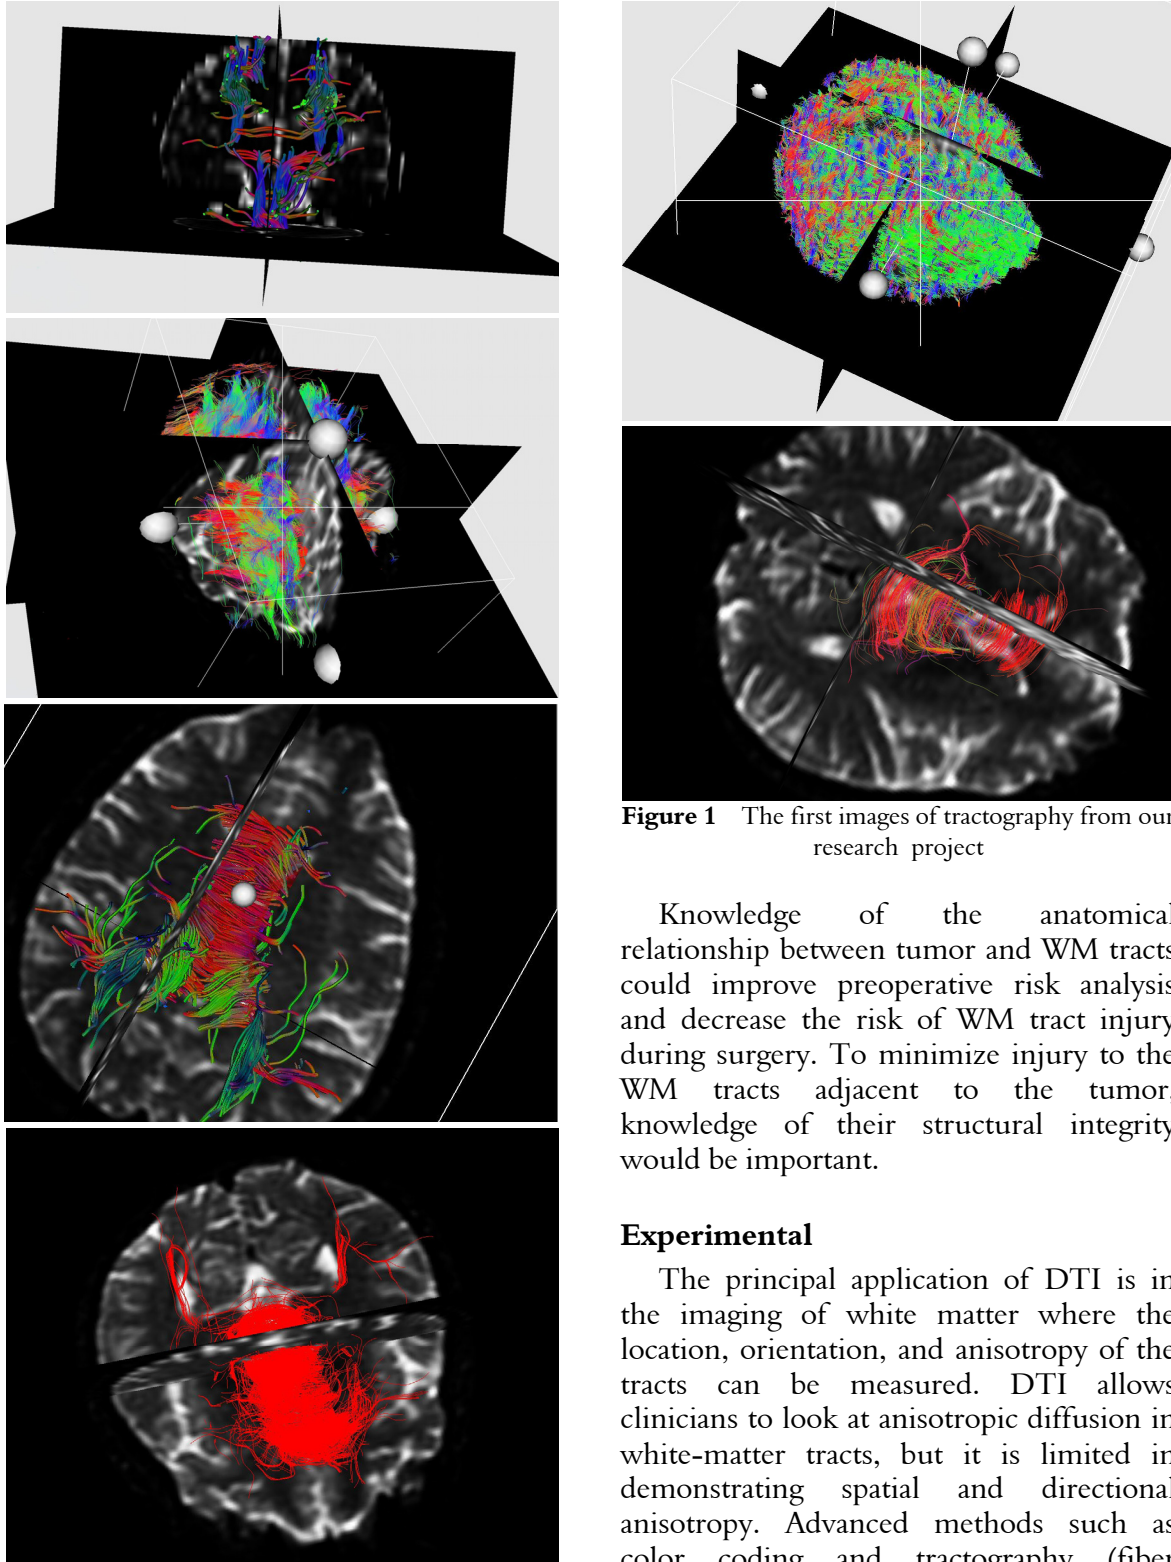 Figure 1 The first images of tractography from our
research project
Knowledge of the anatomical
relationship between tumor and WM tracts
could improve preoperative risk analysis
and decrease the risk of WM tract injury
during surgery. To minimize injury to the
WM tracts adjacent to the tumor,
knowledge of their structural integrity
would be important.
Experimental
The principal application of DTI is in
the imaging of white matter where the
location, orientation, and anisotropy of the
tracts can be measured. DTI allows
clinicians to look at anisotropic diffusion in
white-matter tracts, but it is limited in
demonstrating spatial and directional
anisotropy. Advanced methods such as
color coding and tractography (fiber